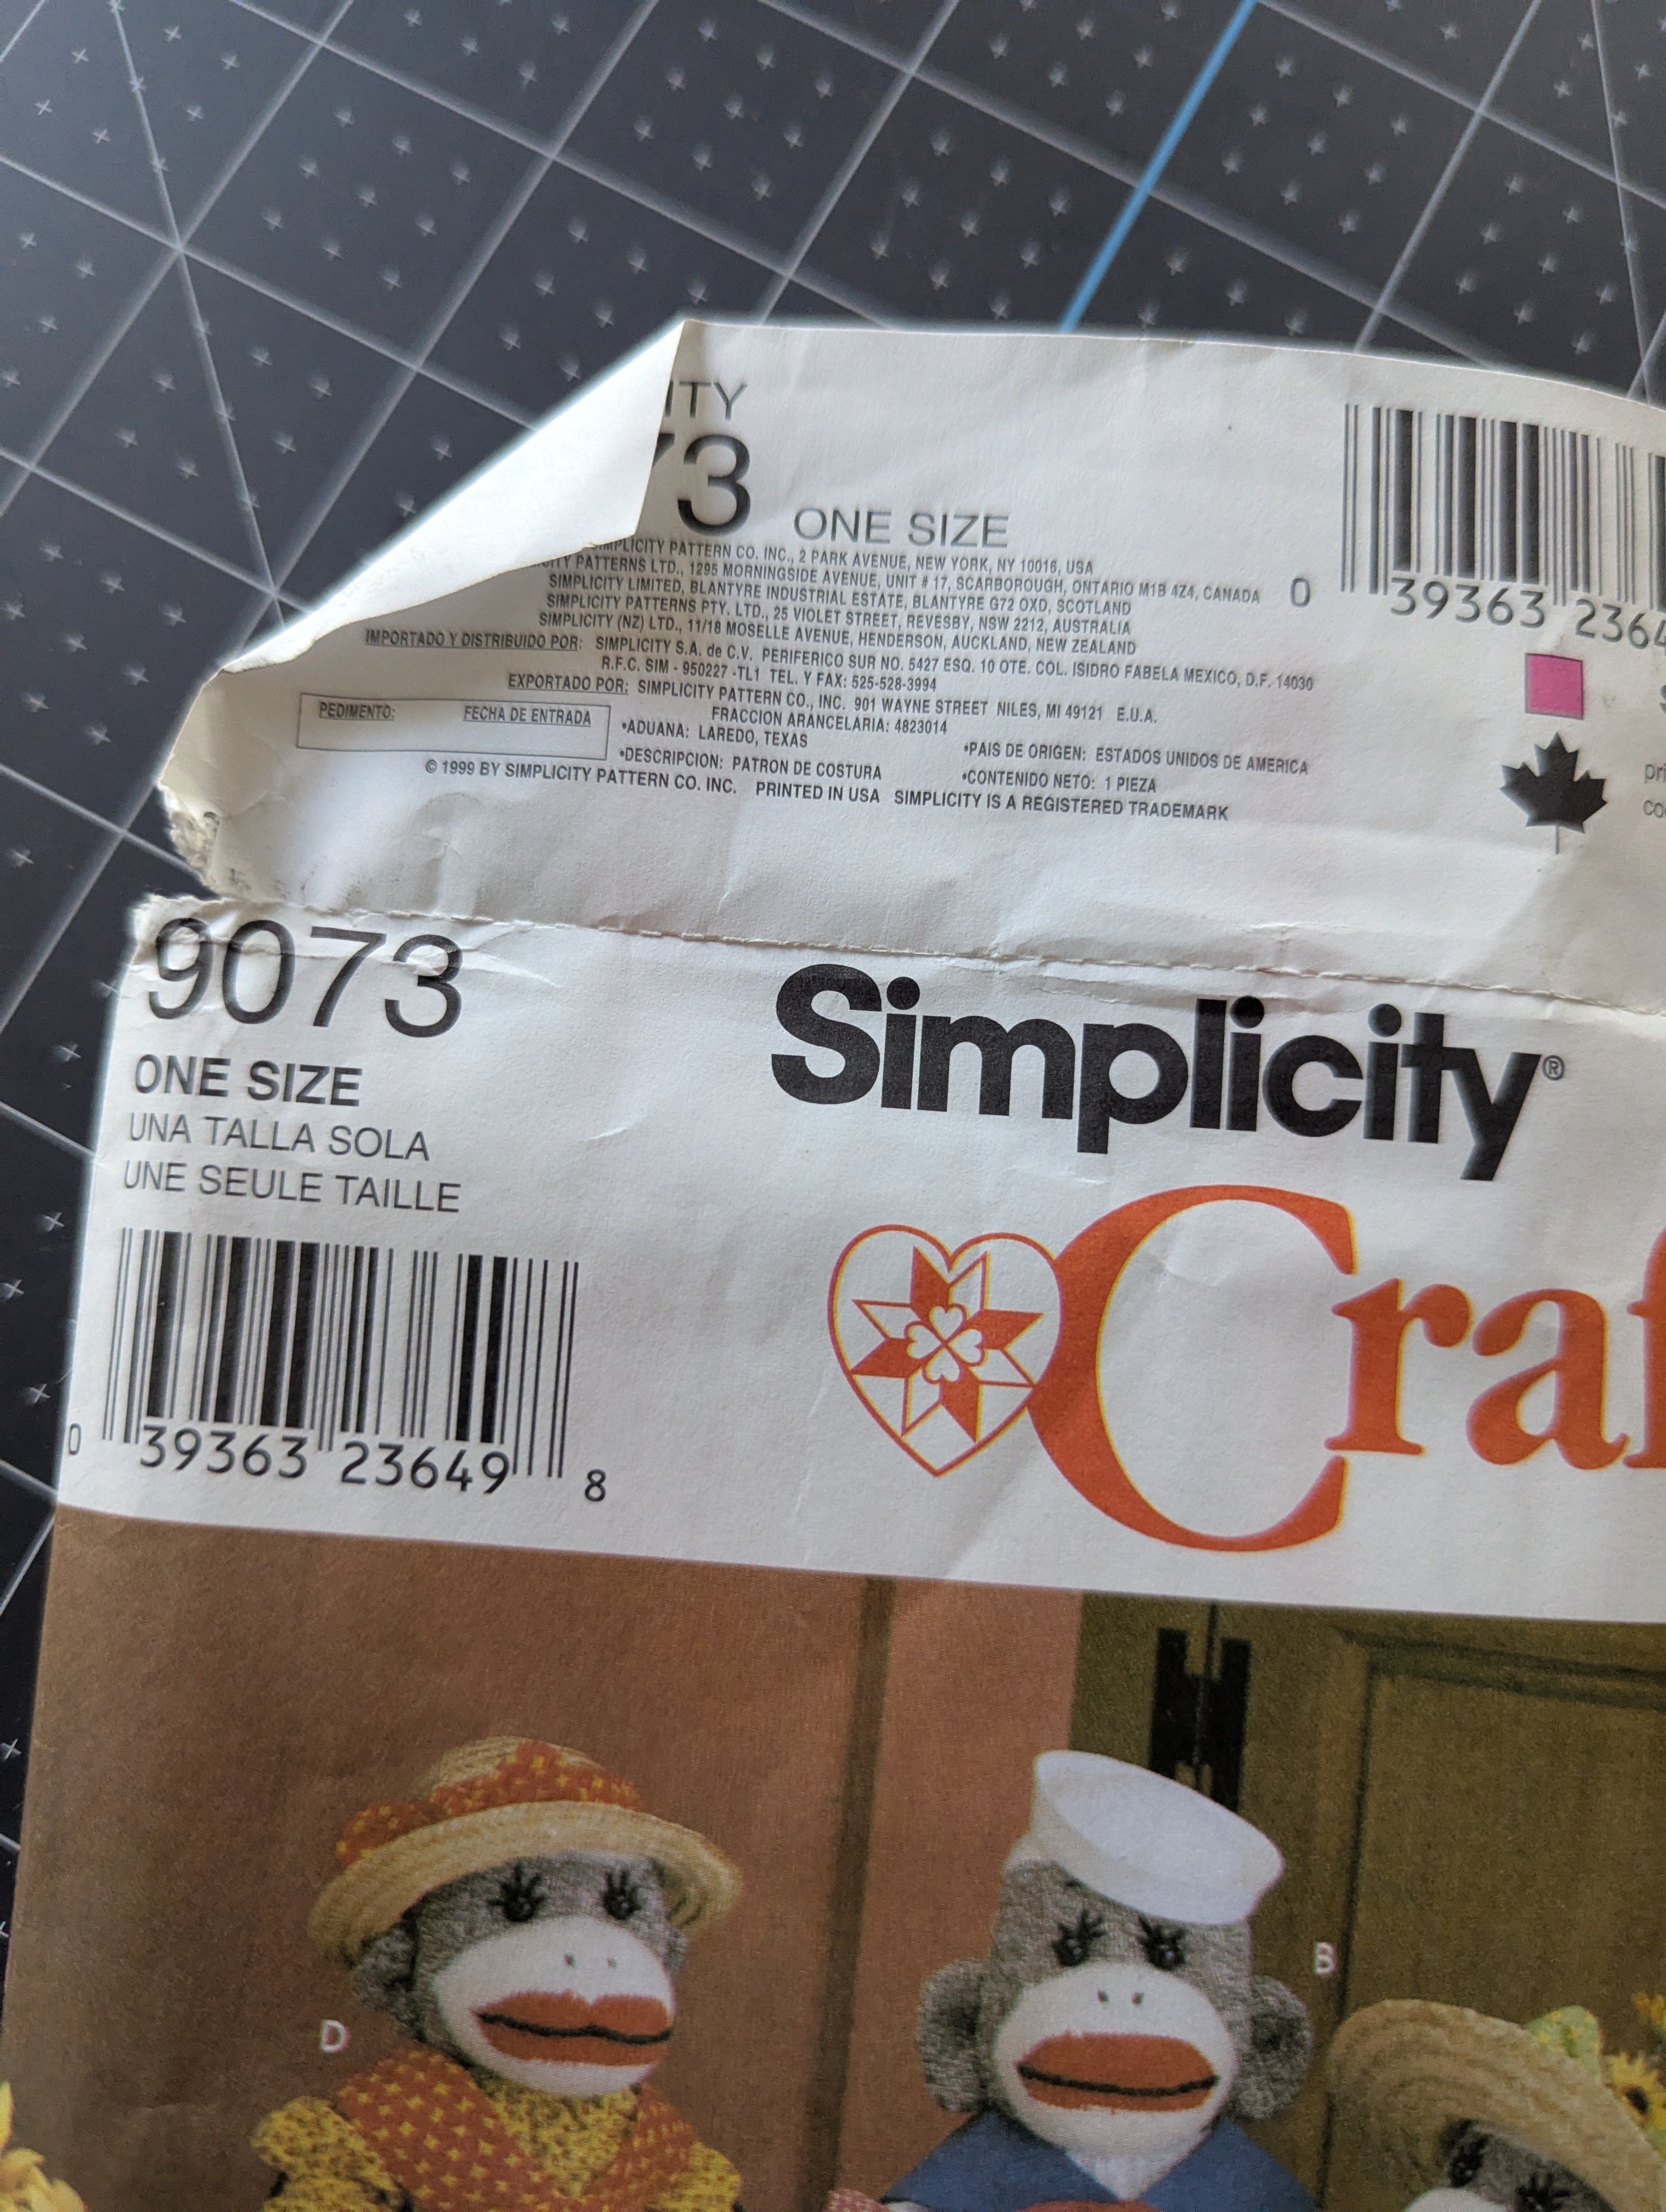 ITY
73 ONE SIZE
SIMPLICITY PATTERN CO. INC., 2 PARK AVENUE, NEW YORK, NY 10016, USA
CITY PATTERNS LTD., 1295 MORNINGSIDE AVENUE, UNIT # 17, SCARBOROUGH, ONTARIO M1B 4Z4, CANADA
SIMPLICITY LIMITED, BLANTYRE INDUSTRIAL ESTATE, BLANTYRE G72 OXD, SCOTLAND
SIMPLICITY PATTERNS PTY. LTD., 25 VIOLET STREET, REVESBY, NSW 2212, AUSTRALIA
SIMPLICITY (NZ) LTD., 11/18 MOSELLE AVENUE, HENDERSON, AUCKLAND, NEW ZEALAND
IMPORTADO Y DISTRIBUIDO POR: SIMPLICITY S.A. de C.V. PERIFERICO SUR NO. 5427 ESQ. 10 OTE. COL. ISIDRO FABELA MEXICO, D.F. 14030
R.F.C. SIM - 950227 -TL1 TEL. Y FAX: 525-528-3994
EXPORTADO POR: SIMPLICITY PATTERN CO., INC. 901 WAYNE STREET NILES, MI 49121 E.U.A.
FRACCION ARANCELARIA: 4823014
PEDIMENTO: FECHA DE ENTRADA
•ADUANA: LAREDO, TEXAS
•PAIS DE ORIGEN: ESTADOS UNIDOS DE AMERICA
•DESCRIPCION: PATRON DE COSTURA
•CONTENIDO NETO: 1 PIEZA
© 1999 BY SIMPLICITY PATTERN CO. INC. PRINTED IN USA SIMPLICITY IS A REGISTERED TRADEMARK
0 39363 2364
pri
co
9073
ONE SIZE
UNA TALLA SOLA
UNE SEULE TAILLE
0 39363 23649 8
Simplicity®
Craf
D
B